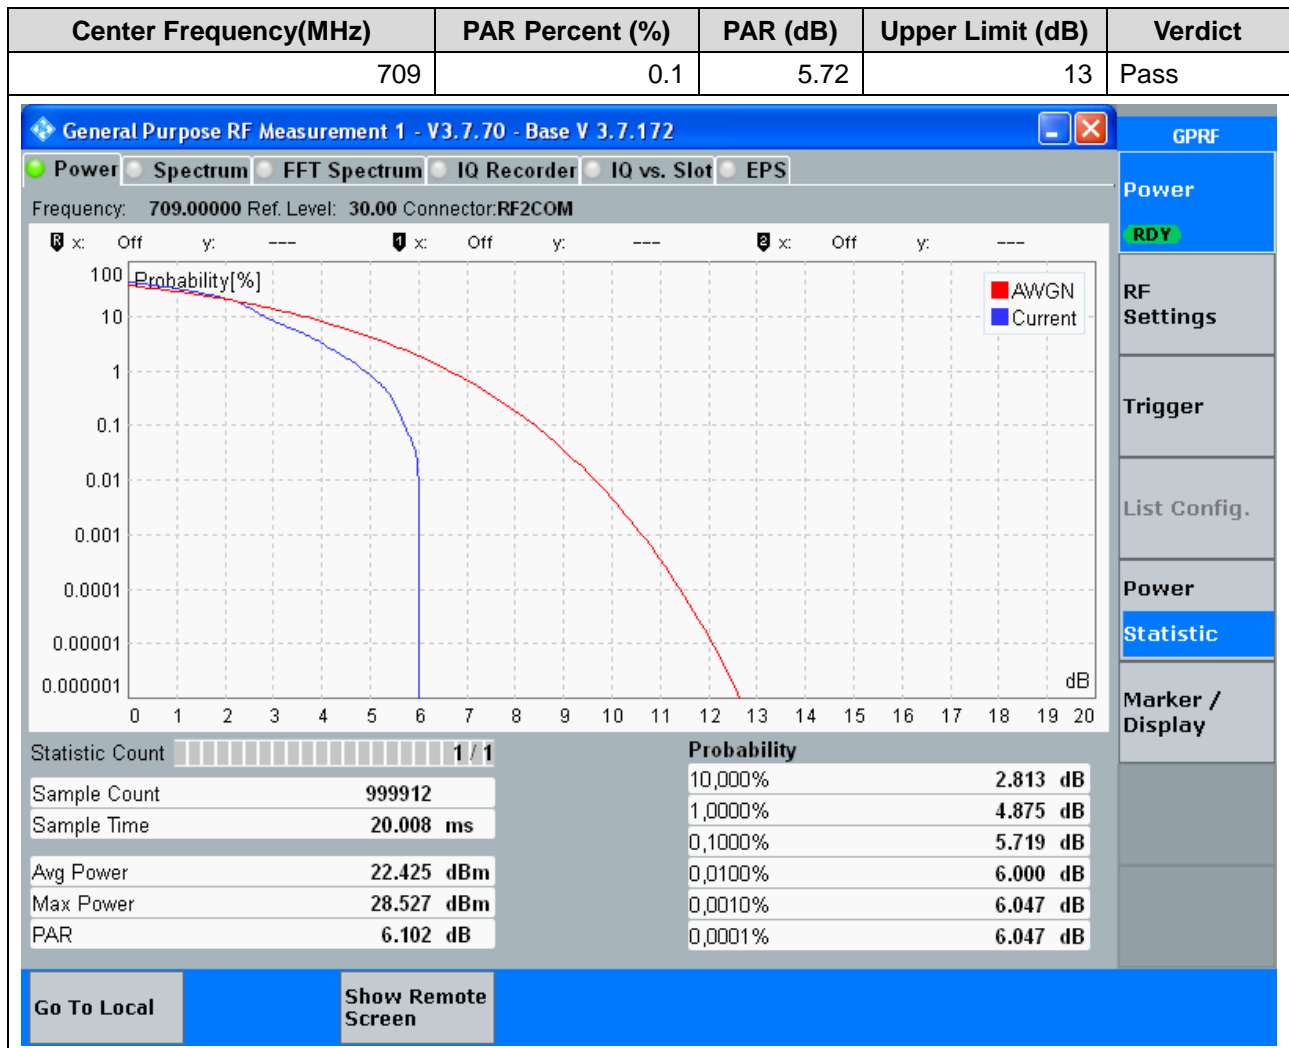 Center Frequency(MHz) PAR Percent (%) PAR (dB) Upper Limit (dB) Verdict
709 0.1 5.72 13 Pass
General Purpose RF Measurement 1 - V3.7.70 - Base V 3.7.172
GPRF
Power Spectrum FFT Spectrum IQ Recorder IQ vs. Slot EPS
Frequency: 709.00000 Ref. Level: 30.00 Connector:RF2COM
R x: Off y: --- 1 x: Off y: --- 2 x: Off y: ---
Probability[%]
AWGN
Current
100
10
1
0.1
0.01
0.001
0.0001
0.00001
0.000001
dB
0 1 2 3 4 5 6 7 8 9 10 11 12 13 14 15 16 17 18 19 20
Statistic Count 1 / 1
Sample Count 999912
Sample Time 20.008 ms
Avg Power 22.425 dBm
Max Power 28.527 dBm
PAR 6.102 dB
Probability
10,000% 2.813 dB
1,0000% 4.875 dB
0,1000% 5.719 dB
0,0100% 6.000 dB
0,0010% 6.047 dB
0,0001% 6.047 dB
Power
RDY
RF
Settings
Trigger
List Config.
Power
Statistic
Marker /
Display
Go To Local
Show Remote
Screen